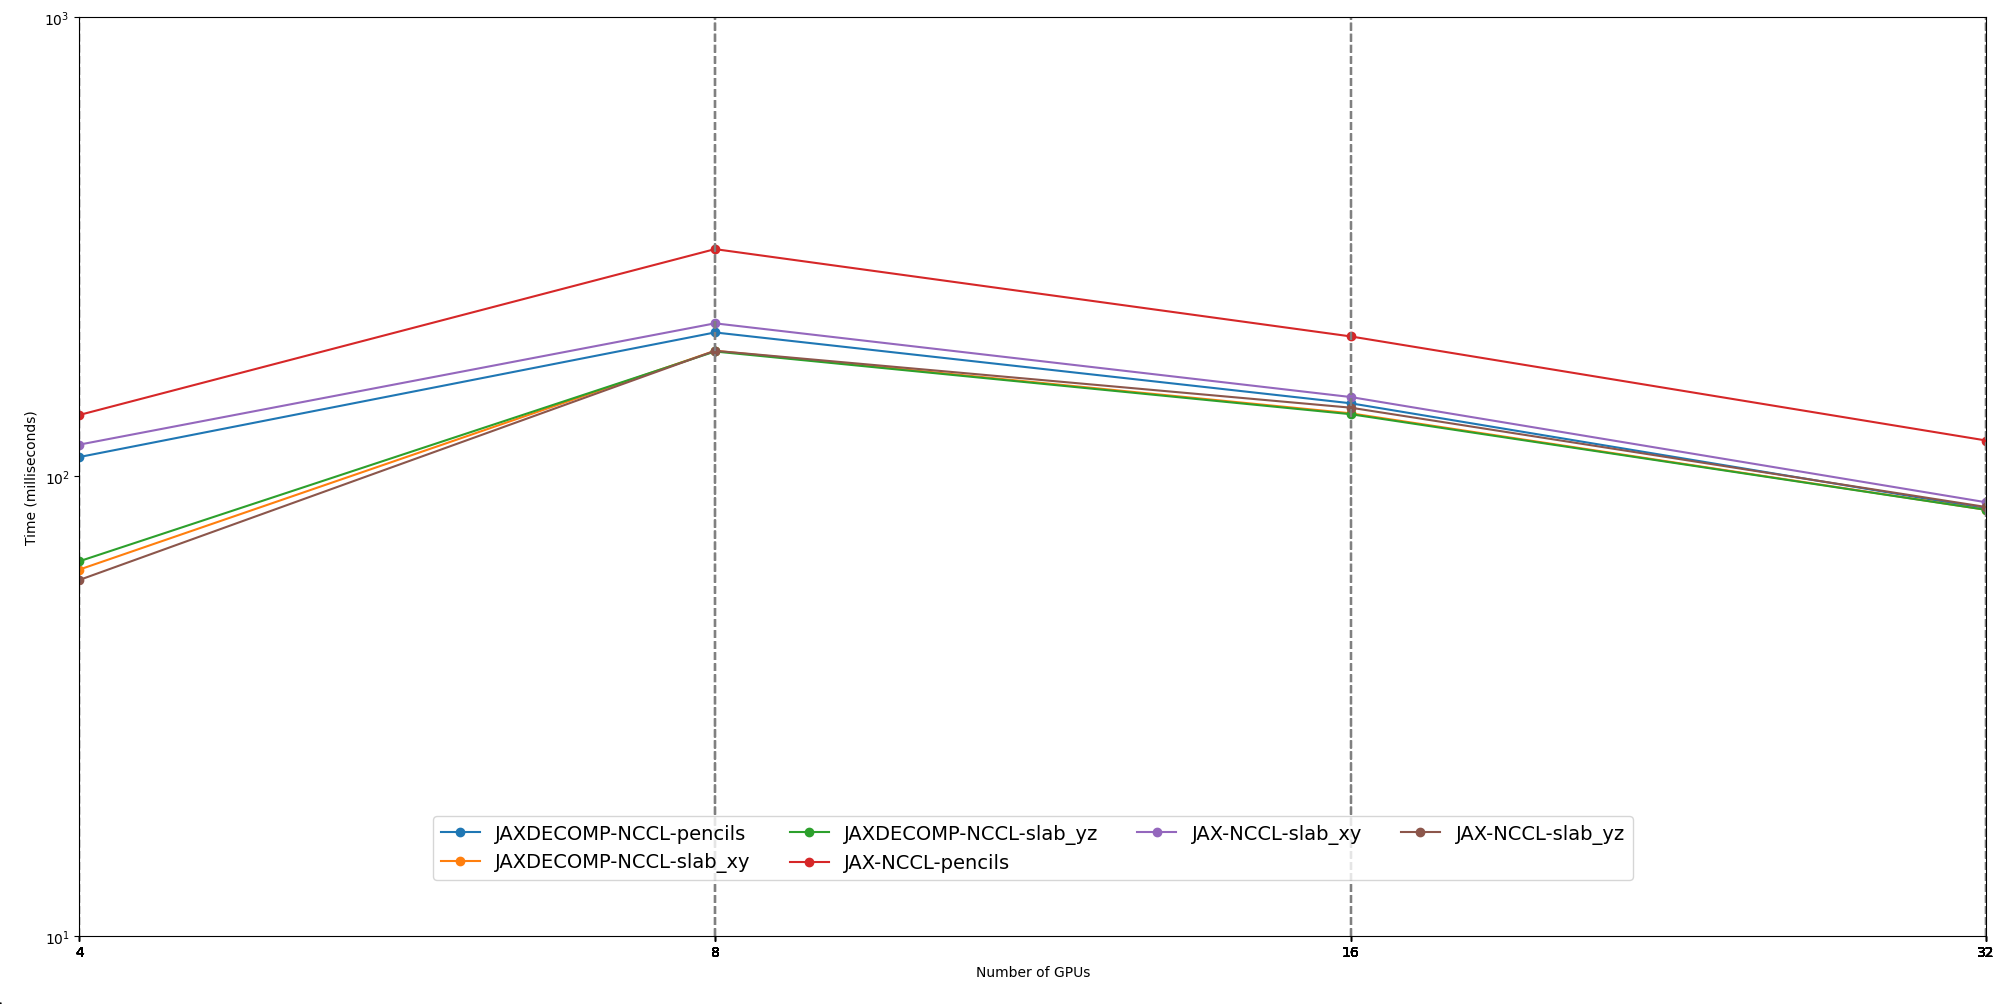 10³
10²
10¹
Time (milliseconds)
JAXDECOMP-NCCL-pencils
JAXDECOMP-NCCL-slab_xy
JAXDECOMP-NCCL-slab_yz
JAX-NCCL-pencils
JAX-NCCL-slab_xy
JAX-NCCL-slab_yz
4 8 16 32
Number of GPUs